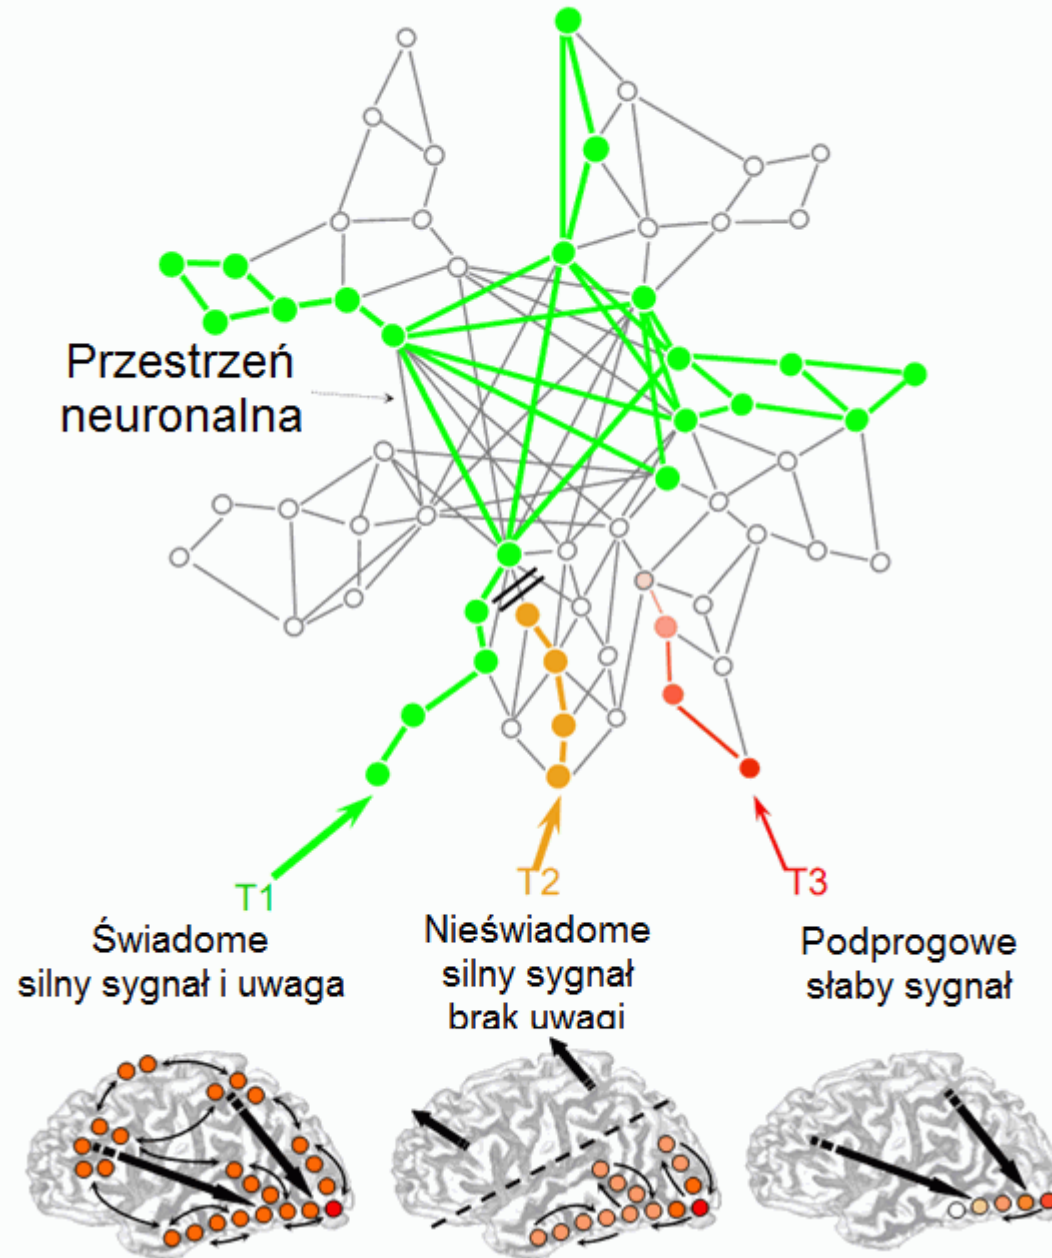 Przestrzeń
neuronalna
T1
T2
T3
Świadome
silny sygnał i uwaga
Nieświadome
silny sygnał
brak uwagi
Podprogowe
słaby sygnał